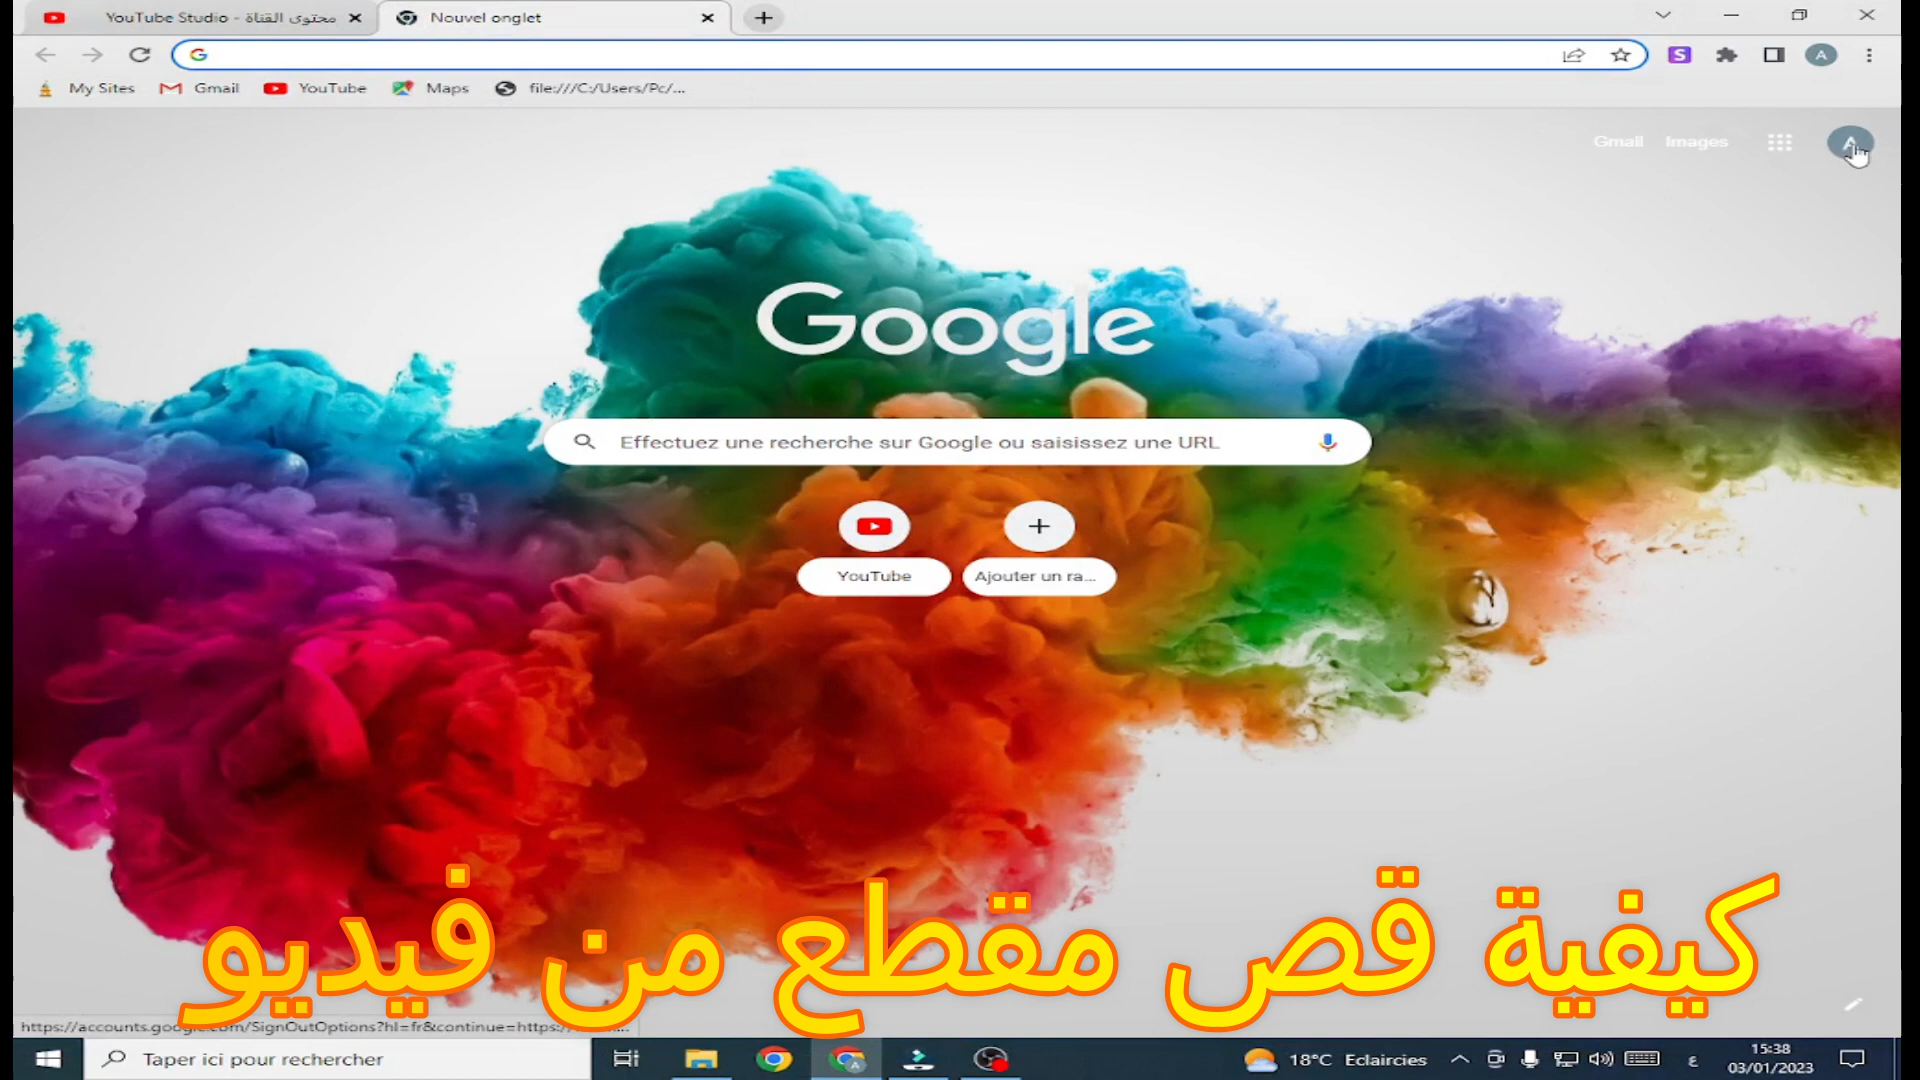 YouTube Studio - محتوى القناة
Nouvel onglet
My Sites
Gmail
YouTube
Maps
file:///C:/Users/Pc/...
A
Gmail
Images
Google
Effectuez une recherche sur Google ou saisissez une URL
YouTube
Ajouter un ra...
كيفية قص مقطع من فيديو
Taper ici pour rechercher
18°C Eclaircies
ع
15:38
03/01/2023